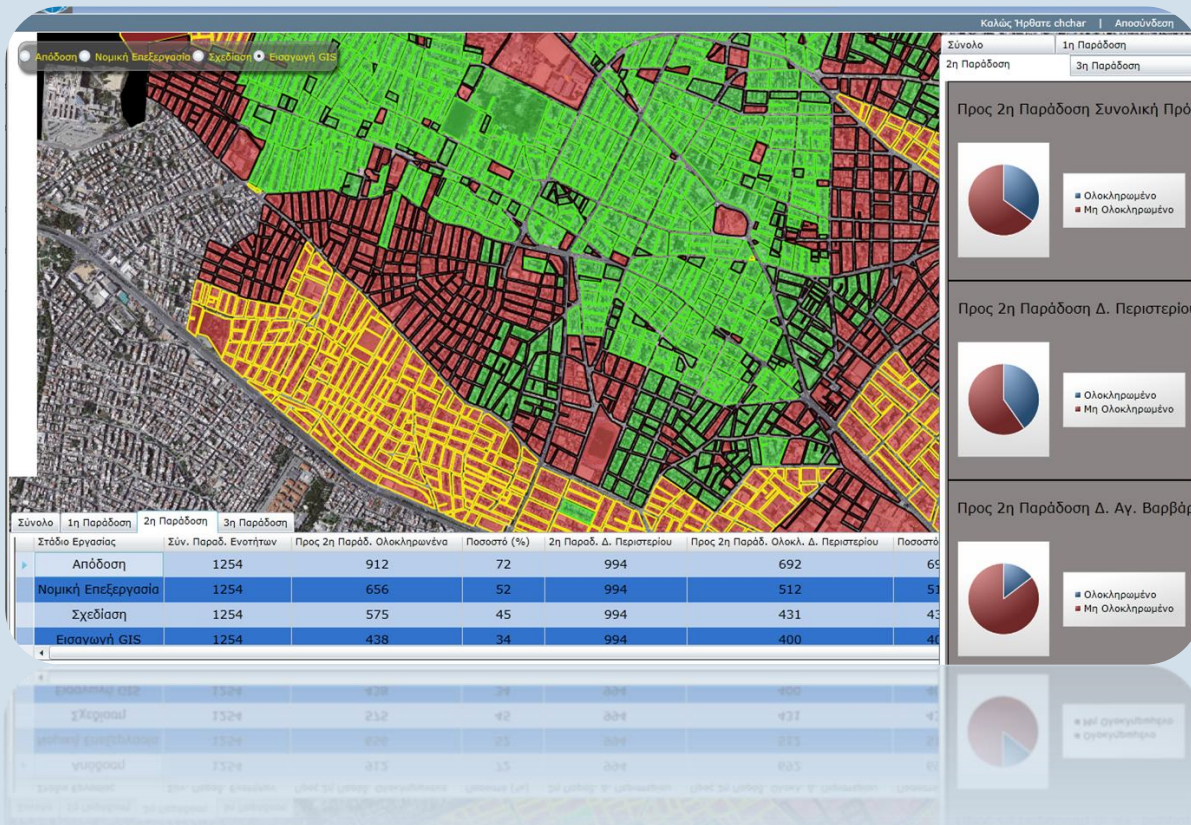 Καλώς Ήρθατε chchar | Αποσύνδεση
Απόδοση Νομική Επεξεργασία Σχεδίαση Εισαγωγή GIS
Σύνολο 1η Παράδοση
2η Παράδοση 3η Παράδοση
Προς 2η Παράδοση Συνολική Πρό
Ολοκληρωμένο
Μη Ολοκληρωμένο
Προς 2η Παράδοση Δ. Περιστερίου
Ολοκληρωμένο
Μη Ολοκληρωμένο
Προς 2η Παράδοση Δ. Αγ. Βαρβάρ
Ολοκληρωμένο
Μη Ολοκληρωμένο
Σύνολο 1η Παράδοση 2η Παράδοση 3η Παράδοση
Στάδιο Εργασίας Σύν. Παραδ. Ενοτήτων Προς 2η Παράδ. Ολοκληρωνένα Ποσοστό (%) 2η Παραδ. Δ. Περιστερίου Προς 2η Παράδ. Ολοκλ. Δ. Περιστερίου Ποσοστό
Απόδοση 1254 912 72 994 692 69
Νομική Επεξεργασία 1254 656 52 994 512 51
Σχεδίαση 1254 575 45 994 431 43
Εισαγωγή GIS 1254 438 34 994 400 40